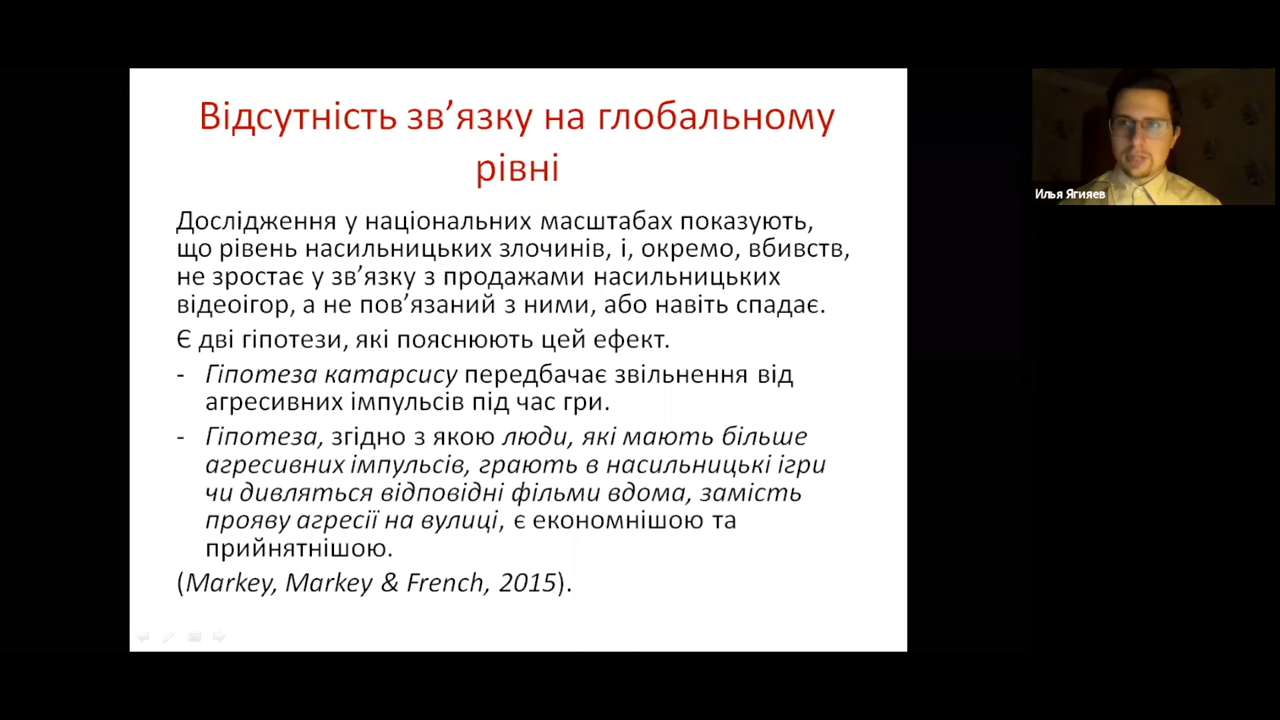 Відсутність зв’язку на глобальному
рівні
Дослідження у національних масштабах показують,
що рівень насильницьких злочинів, і, окремо, вбивств,
не зростає у зв’язку з продажами насильницьких
відеоігор, а не пов’язаний з ними, або навіть спадає.
Є дві гіпотези, які пояснюють цей ефект.
- Гіпотеза катарсису передбачає звільнення від
агресивних імпульсів під час гри.
- Гіпотеза, згідно з якою люди, які мають більше
агресивних імпульсів, грають в насильницькі ігри
чи дивляться відповідні фільми вдома, замість
прояву агресії на вулиці, є економнішою та
прийнятнішою.
(Markey, Markey & French, 2015).
Илья Ягияев